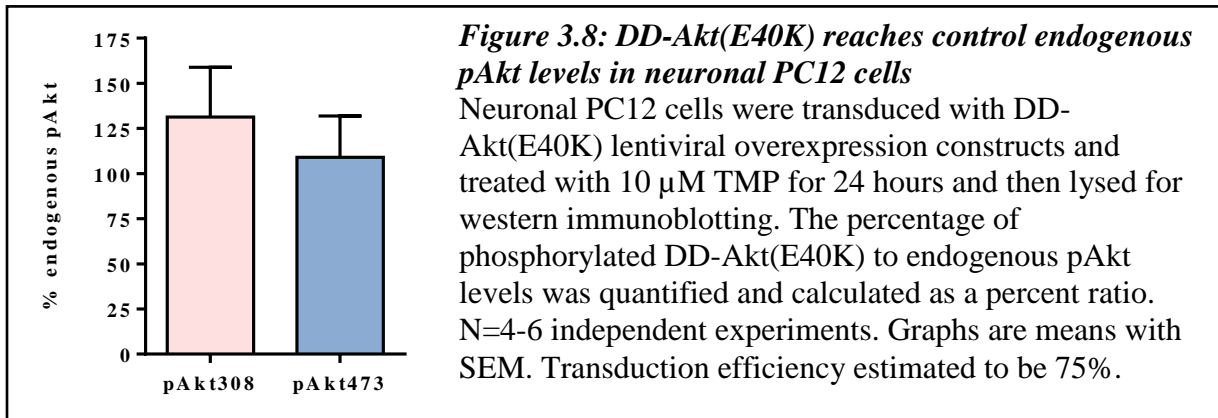 175
150
125
100
75
50
25
0
% endogenous pAkt
pAkt308 pAkt473
Figure 3.8: DD-Akt(E40K) reaches control endogenous
pAkt levels in neuronal PC12 cells
Neuronal PC12 cells were transduced with DD-
Akt(E40K) lentiviral overexpression constructs and
treated with 10 µM TMP for 24 hours and then lysed for
western immunoblotting. The percentage of
phosphorylated DD-Akt(E40K) to endogenous pAkt
levels was quantified and calculated as a percent ratio.
N=4-6 independent experiments. Graphs are means with
SEM. Transduction efficiency estimated to be 75%.